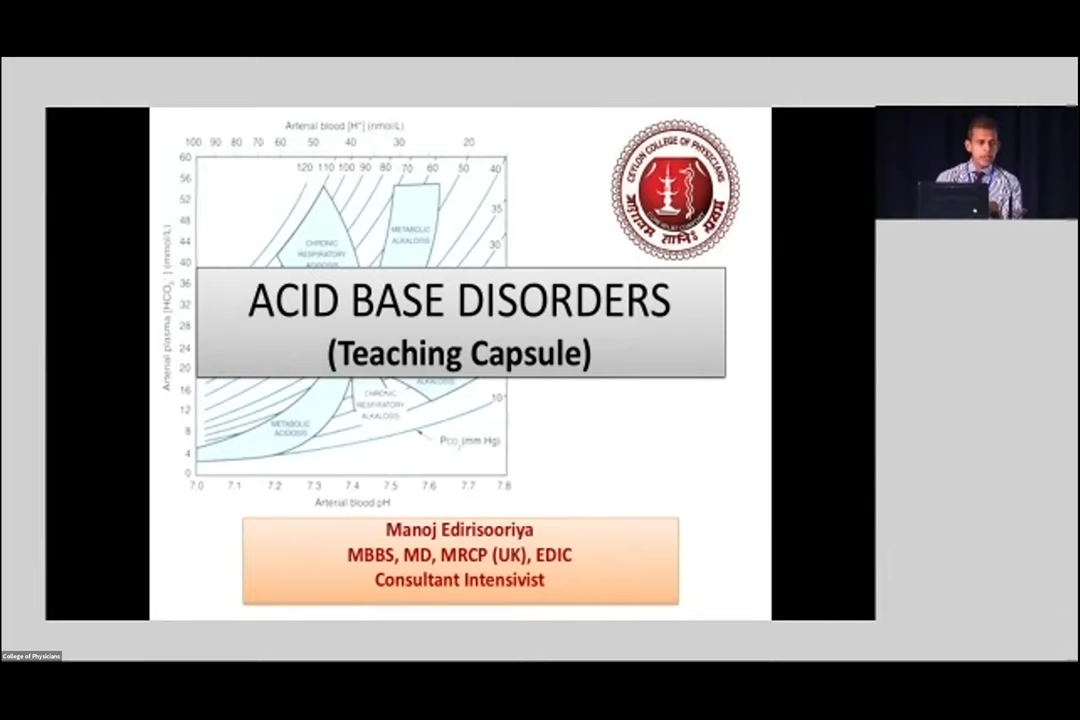 Arterial blood [H⁺] (nmol/L)
100 90 80 70 60 50 40 30 20
120 110 100 90 80 70 60 50 40
35
30
10
60
56
52
48
44
40
36
32
28
24
20
16
12
8
4
0
Arterial plasma [HCO₃⁻] (mmol/L)
CHRONIC
RESPIRATORY
ACIDOSIS
METABOLIC
ALKALOSIS
CEYLON COLLEGE OF PHYSICIANS
ACID BASE DISORDERS
(Teaching Capsule)
ALKALOSIS
CHRONIC
RESPIRATORY
ALKALOSIS
METABOLIC
ACIDOSIS
Pco₂(mm Hg)
7.0 7.1 7.2 7.3 7.4 7.5 7.6 7.7 7.8
Arterial blood pH
Manoj Edirisooriya
MBBS, MD, MRCP (UK), EDIC
Consultant Intensivist
College of Physicians